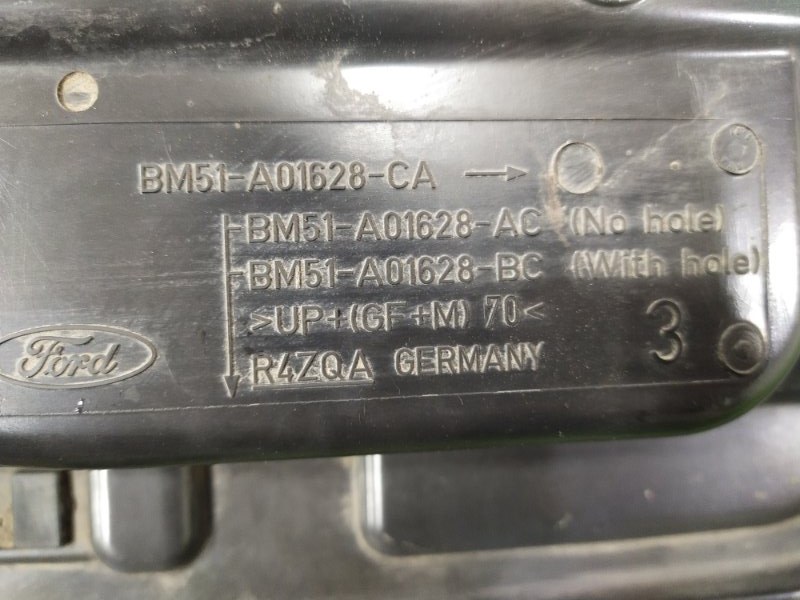 BM51-A01628-CA →
BM51-A01628-AC (No hole)
BM51-A01628-BC (With hole)
>UP+(GF+M) 70<
R4ZQA GERMANY
3
Ford